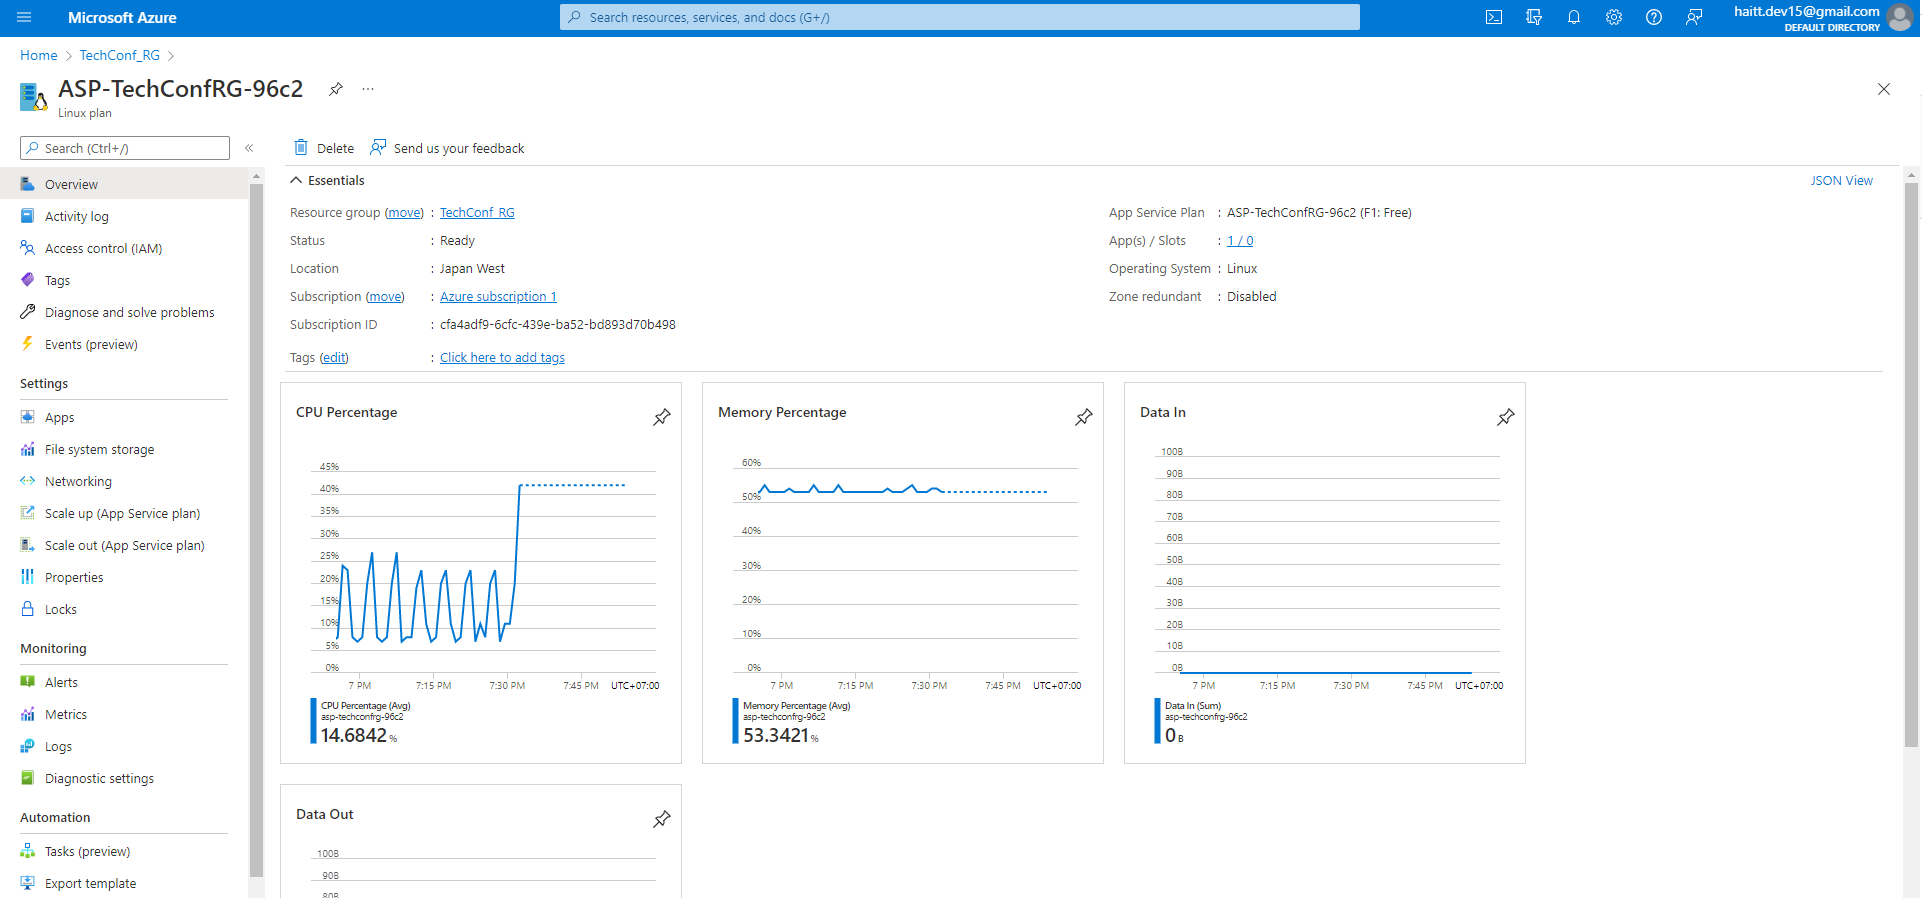 Microsoft Azure
Search resources, services, and docs (G+/)
haitt.dev15@gmail.com
DEFAULT DIRECTORY
Home > TechConf_RG >
ASP-TechConfRG-96c2
...
Linux plan
Search (Ctrl+/)
«
Delete
Send us your feedback
Overview
Activity log
Access control (IAM)
Tags
Diagnose and solve problems
Events (preview)
Settings
Apps
File system storage
Networking
Scale up (App Service plan)
Scale out (App Service plan)
Properties
Locks
Monitoring
Alerts
Metrics
Logs
Diagnostic settings
Automation
Tasks (preview)
Export template
Essentials
JSON View
Resource group (move) : TechConf_RG
Status : Ready
Location : Japan West
Subscription (move) : Azure subscription 1
Subscription ID : cfa4adf9-6cfc-439e-ba52-bd893d70b498
Tags (edit) : Click here to add tags
App Service Plan : ASP-TechConfRG-96c2 (F1: Free)
App(s) / Slots : 1 / 0
Operating System : Linux
Zone redundant : Disabled
CPU Percentage
45%
40%
35%
30%
25%
20%
15%
10%
5%
0%
7 PM 7:15 PM 7:30 PM 7:45 PM UTC+07:00
CPU Percentage (Avg)
asp-techconfrg-96c2
14.6842 %
Memory Percentage
60%
50%
40%
30%
20%
10%
0%
7 PM 7:15 PM 7:30 PM 7:45 PM UTC+07:00
Memory Percentage (Avg)
asp-techconfrg-96c2
53.3421 %
Data In
100B
90B
80B
70B
60B
50B
40B
30B
20B
10B
0B
7 PM 7:15 PM 7:30 PM 7:45 PM UTC+07:00
Data In (Sum)
asp-techconfrg-96c2
0 B
Data Out
100B
90B
80B